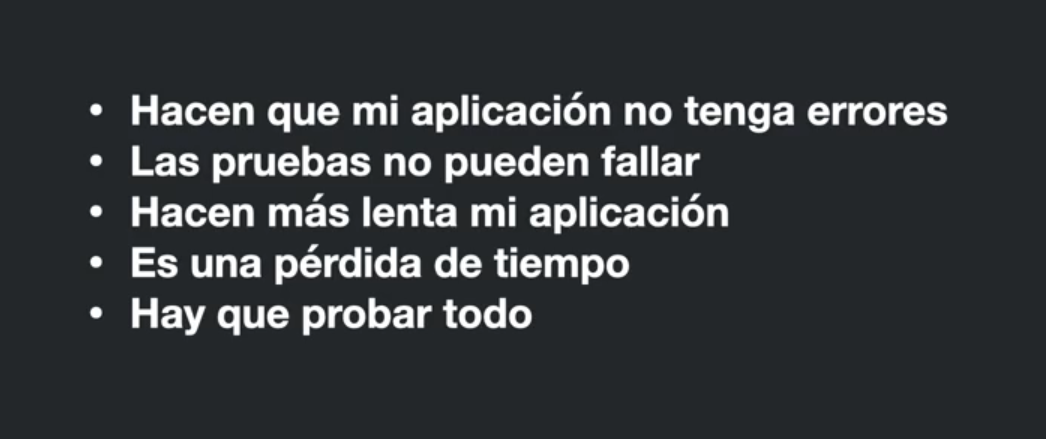 • Hacen que mi aplicación no tenga errores
• Las pruebas no pueden fallar
• Hacen más lenta mi aplicación
• Es una pérdida de tiempo
• Hay que probar todo